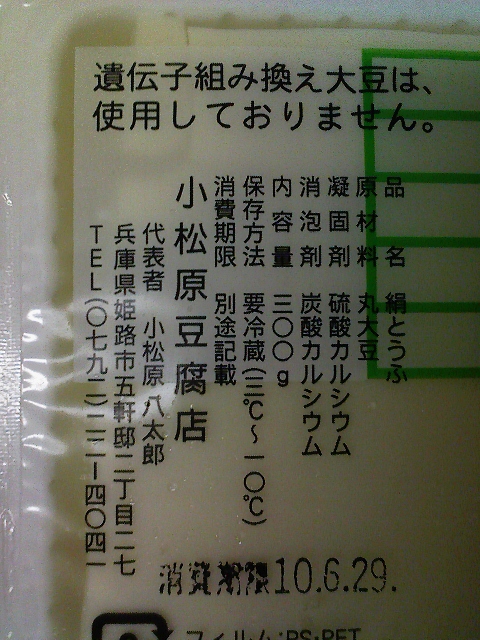 遺伝子組み換え大豆は、
使用しておりません。
品名 絹とうふ
原材料 丸大豆
凝固剤 硫酸カルシウム
消泡剤 炭酸カルシウム
内容量 三〇〇g
保存方法 要冷蔵(三℃～一〇℃)
消費期限 別途記載
小松原豆腐店
代表者 小松原八太郎
兵庫県姫路市五軒邸二丁目二七
TEL(〇七九二)二二ー四〇四一
消費期限10.6.29.
フィルム:PS・PET